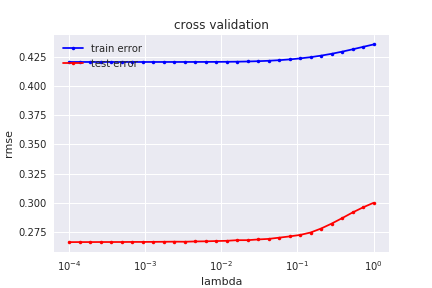 cross validation
train error
test error
0.425
0.400
0.375
0.350
0.325
0.300
0.275
rmse
10⁻⁴
10⁻³
10⁻²
10⁻¹
10⁰
lambda